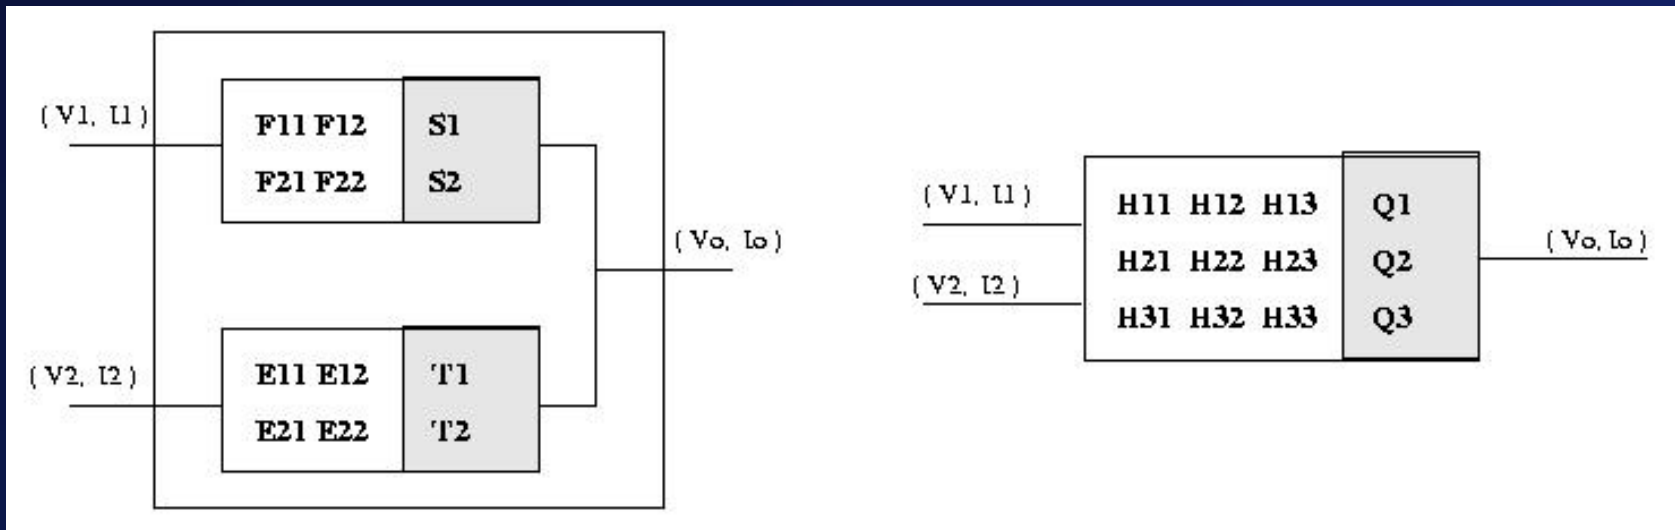 ( V1, I1 )
F11 F12 S1
F21 F22 S2
( Vo, Io )
( V2, I2 )
E11 E12 T1
E21 E22 T2
( V1, I1 )
( V2, I2 )
H11 H12 H13 Q1
H21 H22 H23 Q2
H31 H32 H33 Q3
( Vo, Io )